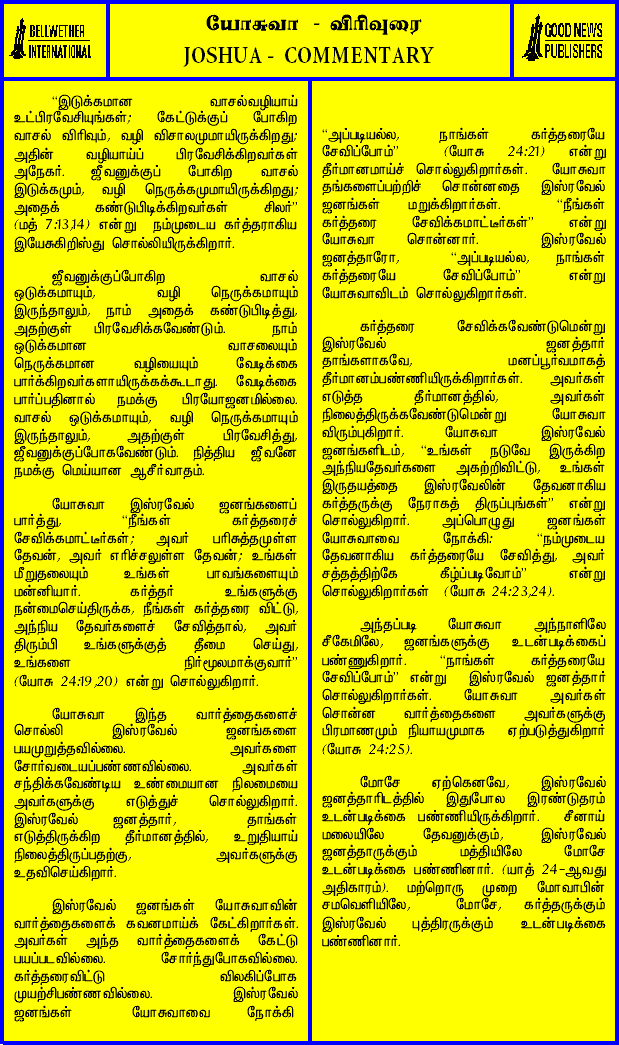 BELLWETHER
INTERNATIONAL
யோசுவா - விரிவுரை
JOSHUA - COMMENTARY
GOOD NEWS
PUBLISHERS
“இடுக்கமான வாசல்வழியாய்
உட்பிரவேசியுங்கள்; கேட்டுக்குப் போகிற
வாசல் விரிவும், வழி விசாலமுமாயிருக்கிறது;
அதின் வழியாய்ப் பிரவேசிக்கிறவர்கள்
அநேகர். ஜீவனுக்குப் போகிற வாசல்
இடுக்கமும், வழி நெருக்கமுமாயிருக்கிறது;
அதைக் கண்டுபிடிக்கிறவர்கள் சிலர்”
(மத் 7:13,14) என்று நம்முடைய கர்த்தராகிய
இயேசுகிறிஸ்து சொல்லியிருக்கிறார்.
ஜீவனுக்குப்போகிற வாசல்
ஒடுக்கமாயும், வழி நெருக்கமாயும்
இருந்தாலும், நாம் அதைக் கண்டுபிடித்து,
அதற்குள் பிரவேசிக்கவேண்டும். நாம்
ஒடுக்கமான வாசலையும்
நெருக்கமான வழியையும் வேடிக்கை
பார்க்கிறவர்களாயிருக்கக்கூடாது. வேடிக்கை
பார்ப்பதினால் நமக்கு பிரயோஜனமில்லை.
வாசல் ஒடுக்கமாயும், வழி நெருக்கமாயும்
இருந்தாலும், அதற்குள் பிரவேசித்து,
ஜீவனுக்குப்போகவேண்டும். நித்திய ஜீவனே
நமக்கு மெய்யான ஆசீர்வாதம்.
யோசுவா இஸ்ரவேல் ஜனங்களைப்
பார்த்து, “நீங்கள் கர்த்தரைச்
சேவிக்கமாட்டீர்கள்; அவர் பரிசுத்தமுள்ள
தேவன், அவர் எரிச்சலுள்ள தேவன்; உங்கள்
மீறுதலையும் உங்கள் பாவங்களையும்
மன்னியார். கர்த்தர் உங்களுக்கு
நன்மைசெய்திருக்க, நீங்கள் கர்த்தரை விட்டு,
அந்நிய தேவர்களைச் சேவித்தால், அவர்
திரும்பி உங்களுக்குத் தீமை செய்து,
உங்களை நிர்மூலமாக்குவார்”
(யோசு 24:19,20) என்று சொல்லுகிறார்.
யோசுவா இந்த வார்த்தைகளைச்
சொல்லி இஸ்ரவேல் ஜனங்களை
பயமுறுத்தவில்லை. அவர்களை
சோர்வடையப்பண்ணவில்லை. அவர்கள்
சந்திக்கவேண்டிய உண்மையான நிலமையை
அவர்களுக்கு எடுத்துச் சொல்லுகிறார்.
இஸ்ரவேல் ஜனத்தார், தாங்கள்
எடுத்திருக்கிற தீர்மானத்தில், உறுதியாய்
நிலைத்திருப்பதற்கு, அவர்களுக்கு
உதவிசெய்கிறார்.
இஸ்ரவேல் ஜனங்கள் யோசுவாவின்
வார்த்தைகளைக் கவனமாய்க் கேட்கிறார்கள்.
அவர்கள் அந்த வார்த்தைகளைக் கேட்டு
பயப்படவில்லை. சோர்ந்துபோகவில்லை.
கர்த்தரைவிட்டு விலகிப்போக
முயற்சிபண்ணவில்லை. இஸ்ரவேல்
ஜனங்கள் யோசுவாவை நோக்கி
“அப்படியல்ல, நாங்கள் கர்த்தரையே
சேவிப்போம்” (யோசு 24:21) என்று
தீர்மானமாய்ச் சொல்லுகிறார்கள். யோசுவா
தங்களைப்பற்றிச் சொன்னதை இஸ்ரவேல்
ஜனங்கள் மறுக்கிறார்கள். “நீங்கள்
கர்த்தரை சேவிக்கமாட்டீர்கள்” என்று
யோசுவா சொன்னார். இஸ்ரவேல்
ஜனத்தாரோ, “அப்படியல்ல, நாங்கள்
கர்த்தரையே சேவிப்போம்” என்று
யோசுவாவிடம் சொல்லுகிறார்கள்.
கர்த்தரை சேவிக்கவேண்டுமென்று
இஸ்ரவேல் ஜனத்தார்
தாங்களாகவே, மனப்பூர்வமாகத்
தீர்மானம்பண்ணியிருக்கிறார்கள். அவர்கள்
எடுத்த தீர்மானத்தில், அவர்கள்
நிலைத்திருக்கவேண்டுமென்று யோசுவா
விரும்புகிறார். யோசுவா இஸ்ரவேல்
ஜனங்களிடம், “உங்கள் நடுவே இருக்கிற
அந்நியதேவர்களை அகற்றிவிட்டு, உங்கள்
இருதயத்தை இஸ்ரவேலின் தேவனாகிய
கர்த்தருக்கு நேராகத் திருப்புங்கள்” என்று
சொல்லுகிறார். அப்பொழுது ஜனங்கள்
யோசுவாவை நோக்கி: “நம்முடைய
தேவனாகிய கர்த்தரையே சேவித்து, அவர்
சத்தத்திற்கே கீழ்ப்படிவோம்” என்று
சொல்லுகிறார்கள் (யோசு 24:23,24).
அந்தப்படி யோசுவா அந்நாளிலே
சீகேமிலே, ஜனங்களுக்கு உடன்படிக்கைப்
பண்ணுகிறார். “நாங்கள் கர்த்தரையே
சேவிப்போம்” என்று இஸ்ரவேல் ஜனத்தார்
சொல்லுகிறார்கள். யோசுவா அவர்கள்
சொன்ன வார்த்தைகளை அவர்களுக்கு
பிரமாணமும் நியாயமுமாக ஏற்படுத்துகிறார்
(யோசு 24:25).
மோசே ஏற்கெனவே, இஸ்ரவேல்
ஜனத்தாரிடத்தில் இதுபோல இரண்டுதரம்
உடன்படிக்கை பண்ணியிருக்கிறார். சீனாய்
மலையிலே தேவனுக்கும், இஸ்ரவேல்
ஜனத்தாருக்கும் மத்தியிலே மோசே
உடன்படிக்கை பண்ணினார். (யாத் 24-ஆவது
அதிகாரம்). மற்றொரு முறை மோவாபின்
சமவெளியிலே, மோசே, கர்த்தருக்கும்
இஸ்ரவேல் புத்திரருக்கும் உடன்படிக்கை
பண்ணினார்.